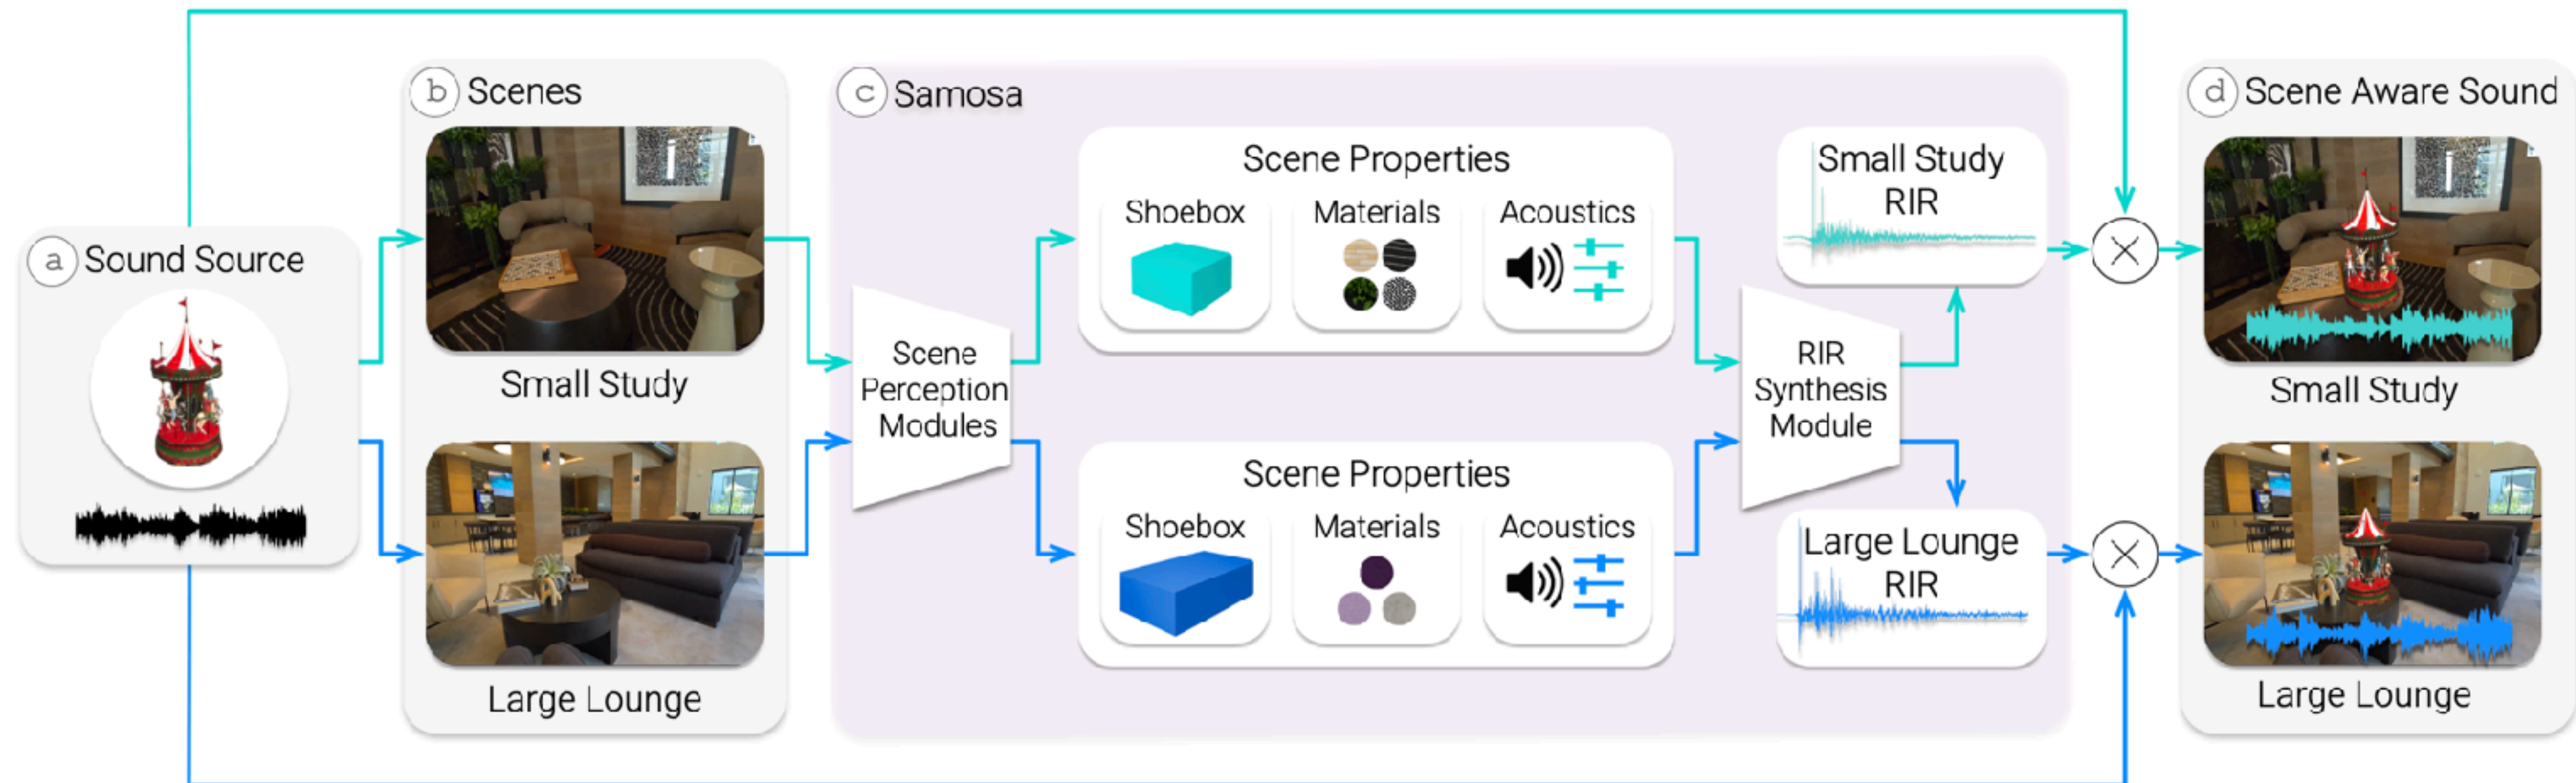 a Sound Source
b Scenes
Small Study
Large Lounge
c Samosa
Scene
Perception
Modules
Scene Properties
Shoebox
Materials
Acoustics
Scene Properties
Shoebox
Materials
Acoustics
RIR
Synthesis
Module
Small Study
RIR
Large Lounge
RIR
d Scene Aware Sound
Small Study
Large Lounge